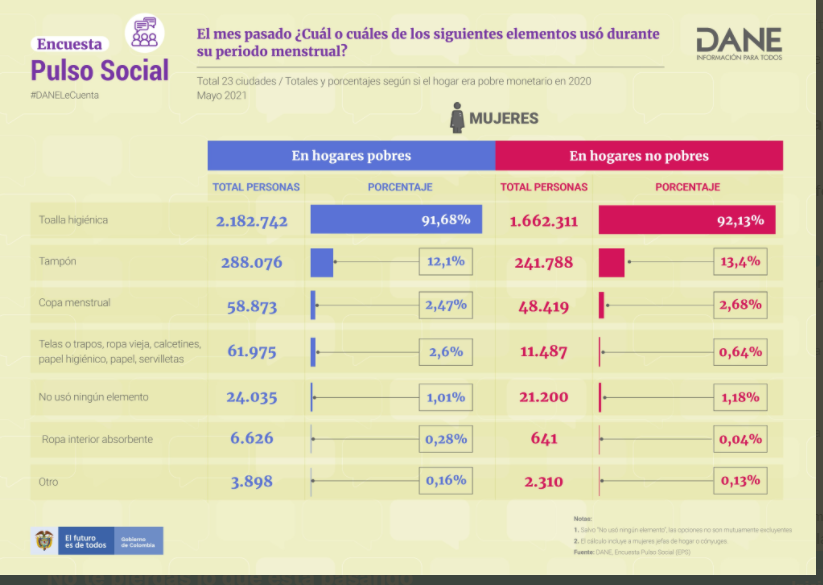 Encuesta
Pulso Social
#DANELeCuenta
El mes pasado ¿Cuál o cuáles de los siguientes elementos usó durante
su periodo menstrual?
DANE
INFORMACIÓN PARA TODOS
Total 23 ciudades / Totales y porcentajes según si el hogar era pobre monetario en 2020
Mayo 2021
MUJERES
En hogares pobres En hogares no pobres
TOTAL PERSONAS PORCENTAJE TOTAL PERSONAS PORCENTAJE
Toalla higiénica 2.182.742 91,68% 1.662.311 92,13%
Tampón 288.076 12,1% 241.788 13,4%
Copa menstrual 58.873 2,47% 48.419 2,68%
Telas o trapos, ropa vieja, calcetines,
papel higiénico, papel, servilletas 61.975 2,6% 11.487 0,64%
No usó ningún elemento 24.035 1,01% 21.200 1,18%
Ropa interior absorbente 6.626 0,28% 641 0,04%
Otro 3.898 0,16% 2.310 0,13%
El futuro
es de todos
Gobierno
de Colombia
Notas:
1. Salvo "No usó ningún elemento", las opciones no son mutuamente excluyentes
2. El cálculo incluye a mujeres jefas de hogar o cónyuges
Fuente: DANE, Encuesta Pulso Social (EPS)
No te pierdas lo que está pasando